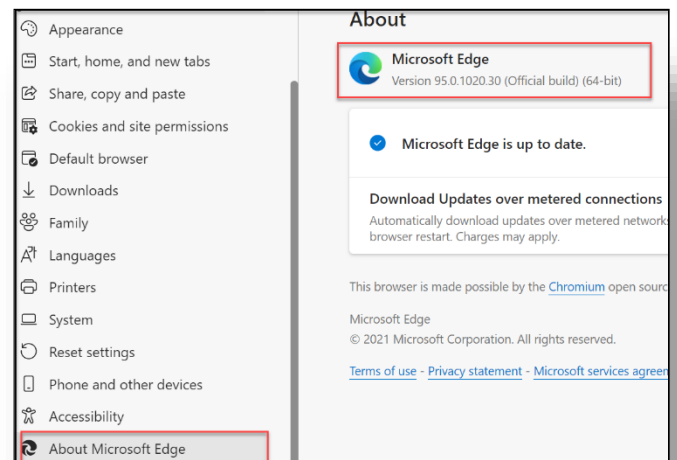 Appearance
Start, home, and new tabs
Share, copy and paste
Cookies and site permissions
Default browser
Downloads
Family
Languages
Printers
System
Reset settings
Phone and other devices
Accessibility
About Microsoft Edge
About
Microsoft Edge
Version 95.0.1020.30 (Official build) (64-bit)
Microsoft Edge is up to date.
Download Updates over metered connections
Automatically download updates over metered network
browser restart. Charges may apply.
This browser is made possible by the Chromium open sourc
Microsoft Edge
© 2021 Microsoft Corporation. All rights reserved.
Terms of use - Privacy statement - Microsoft services agreem